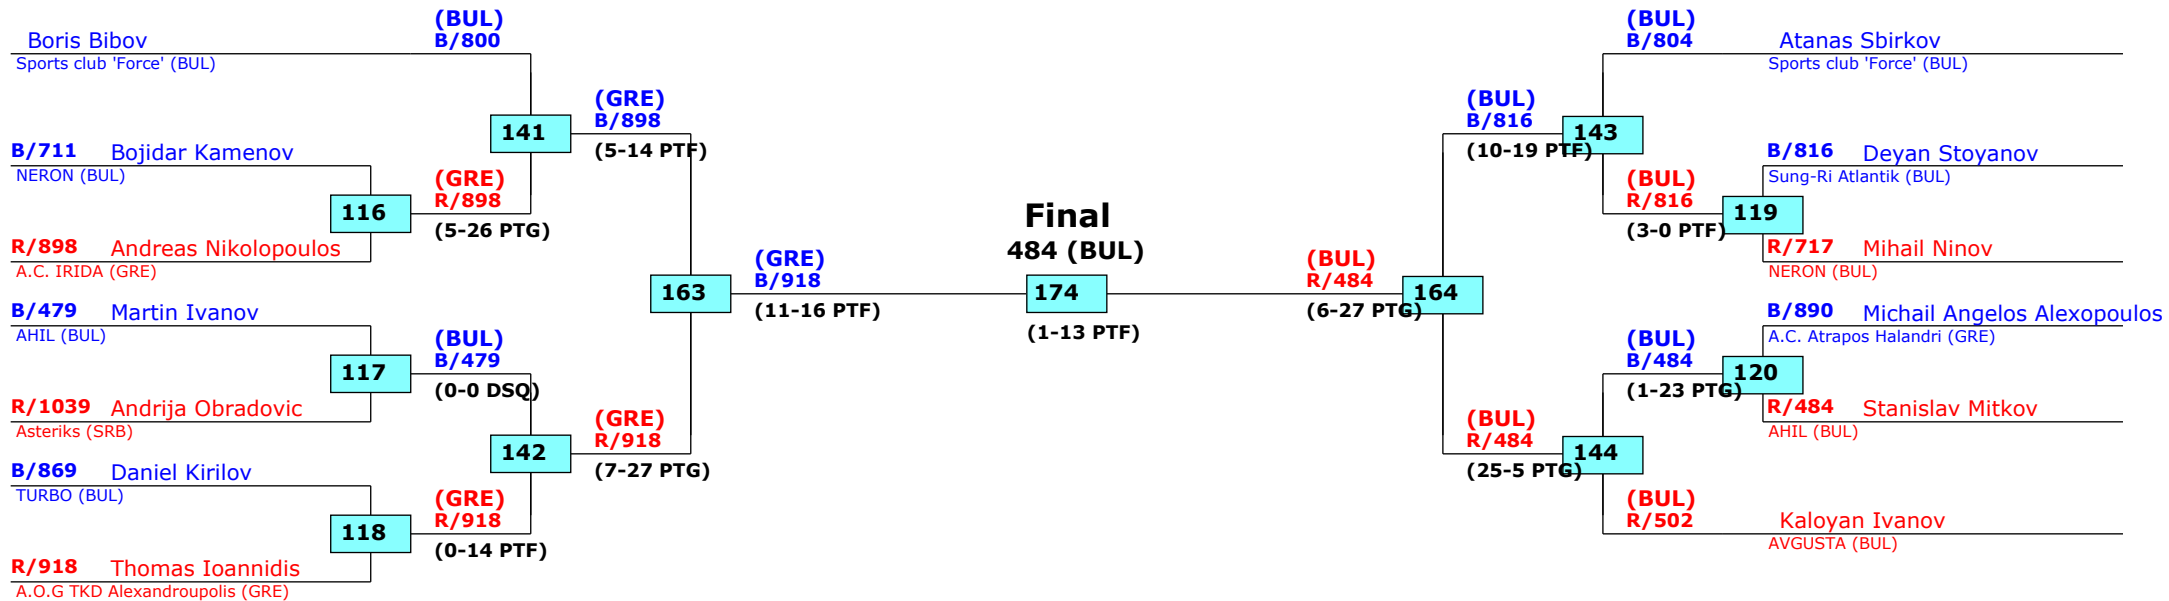 (BUL)
B/800
Boris Bibov
Sports club 'Force' (BUL)
141
(GRE)
B/898
(5-14 PTF)
B/711 Bojidar Kamenov
NERON (BUL)
116
(GRE)
R/898
(5-26 PTG)
R/898 Andreas Nikolopoulos
A.C. IRIDA (GRE)
163
(GRE)
B/918
(11-16 PTF)
B/479 Martin Ivanov
AHIL (BUL)
117
(BUL)
B/479
(0-0 DSQ)
R/1039 Andrija Obradovic
Asteriks (SRB)
142
(GRE)
R/918
(7-27 PTG)
B/869 Daniel Kirilov
TURBO (BUL)
118
(GRE)
R/918
(0-14 PTF)
R/918 Thomas Ioannidis
A.O.G TKD Alexandroupolis (GRE)
Final
484 (BUL)
174
(1-13 PTF)
(BUL)
B/804
Atanas Sbirkov
Sports club 'Force' (BUL)
(BUL)
B/816
143
(10-19 PTF)
B/816 Deyan Stoyanov
Sung-Ri Atlantik (BUL)
(BUL)
R/816
119
(3-0 PTF)
R/717 Mihail Ninov
NERON (BUL)
(BUL)
R/484
164
(6-27 PTG)
B/890 Michail Angelos Alexopoulos
A.C. Atrapos Halandri (GRE)
(BUL)
B/484
120
(1-23 PTG)
R/484 Stanislav Mitkov
AHIL (BUL)
(BUL)
R/484
144
(25-5 PTG)
(BUL)
R/502
Kaloyan Ivanov
AVGUSTA (BUL)